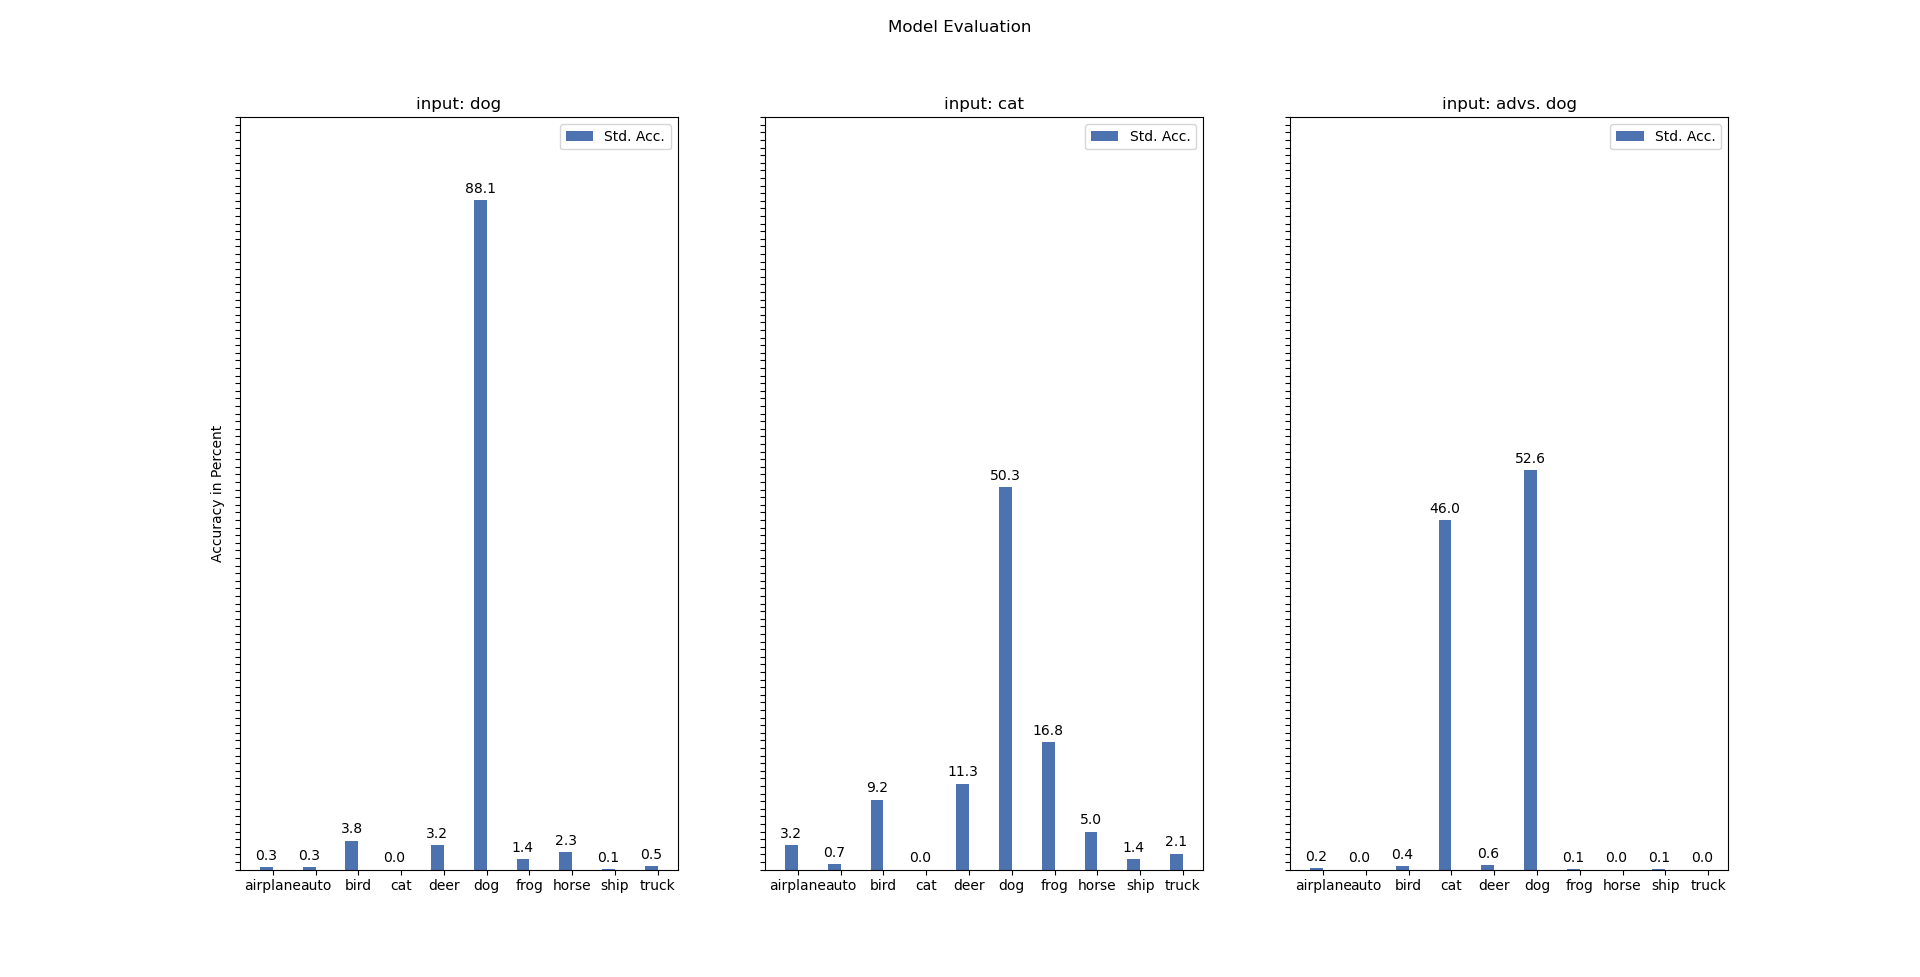 Model Evaluation
input: dog
Std. Acc.
Accuracy in Percent
0.3 0.3 3.8 0.0 3.2 88.1 1.4 2.3 0.1 0.5
airplane auto bird cat deer dog frog horse ship truck
input: cat
Std. Acc.
3.2 0.7 9.2 0.0 11.3 50.3 16.8 5.0 1.4 2.1
airplane auto bird cat deer dog frog horse ship truck
input: advs. dog
Std. Acc.
0.2 0.0 0.4 46.0 0.6 52.6 0.1 0.0 0.1 0.0
airplane auto bird cat deer dog frog horse ship truck